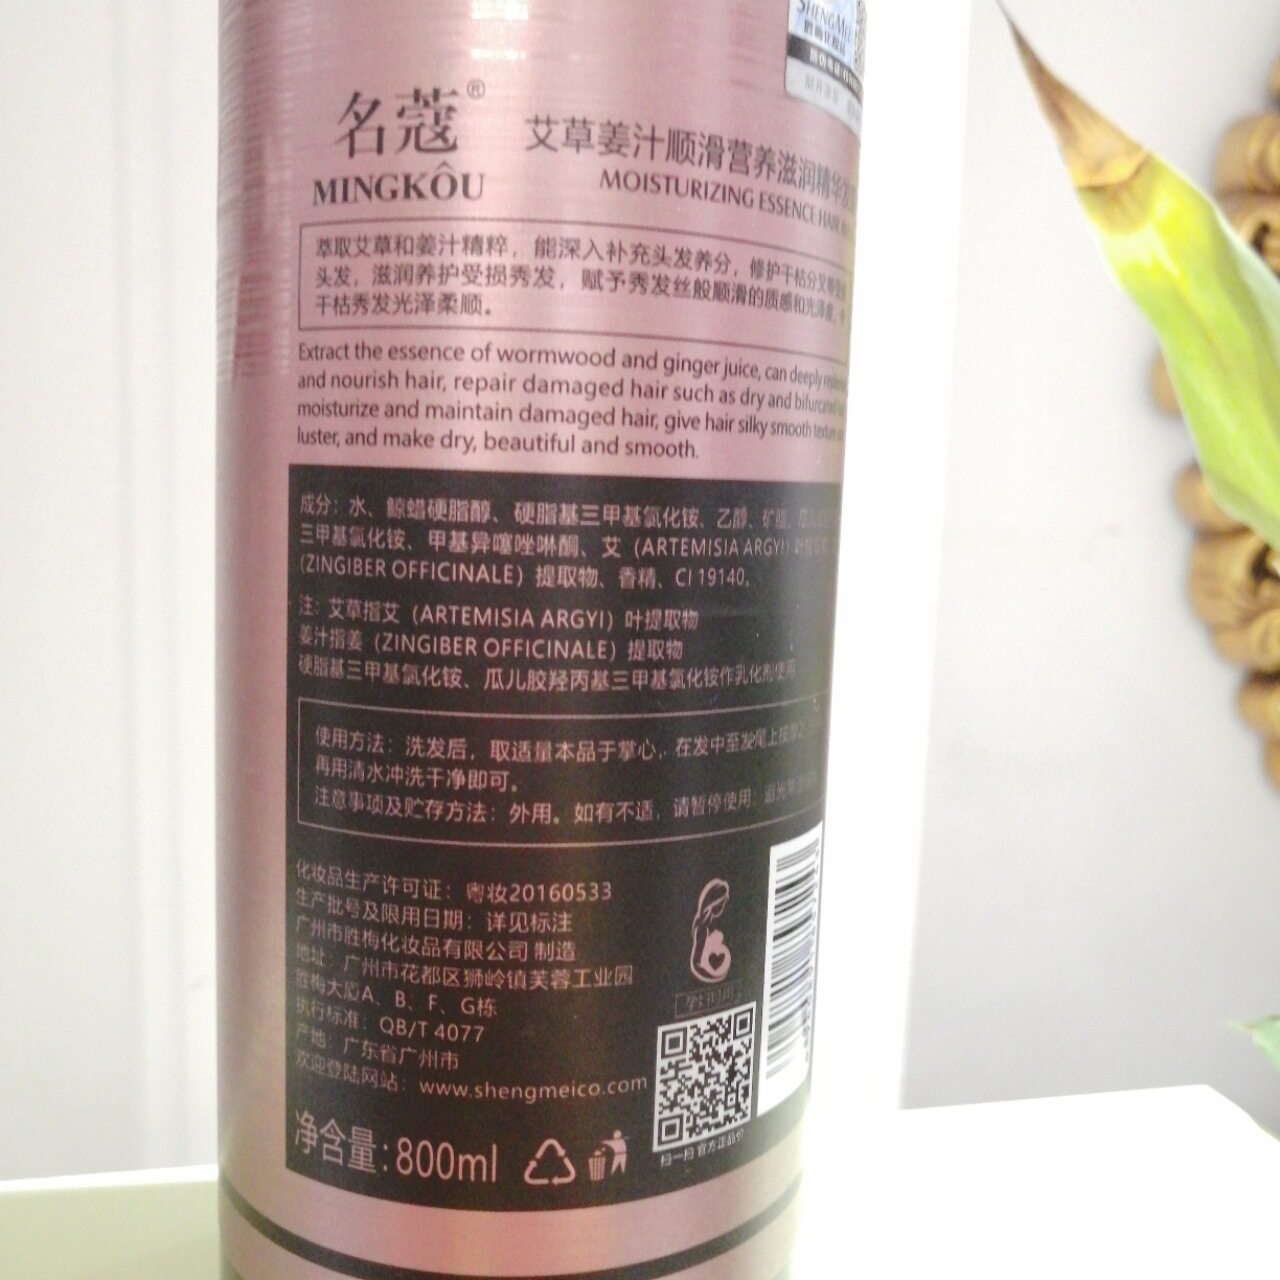 SHENGMEI
名蔻®
MINGKÔU
艾草姜汁顺滑营养滋润精华发
MOISTURIZING ESSENCE HAIR
萃取艾草和姜汁精粹，能深入补充头发养分，修护干枯分叉等
头发，滋润养护受损秀发，赋予秀发丝般顺滑的质感和光泽度，令
干枯秀发光泽柔顺。
Extract the essence of wormwood and ginger juice, can deeply
and nourish hair, repair damaged hair such as dry and bifurcated
moisturize and maintain damaged hair, give hair silky smooth texture
luster, and make dry, beautiful and smooth.
成分：水、鲸蜡硬脂醇、硬脂基三甲基氯化铵、乙醇、矿脂、
三甲基氯化铵、甲基异噻唑啉酮、艾（ARTEMISIA ARGYI）叶
(ZINGIBER OFFICINALE）提取物、香精、CI 19140。
注：艾草指艾（ARTEMISIA ARGYI）叶提取物
姜汁指姜（ZINGIBER OFFICINALE）提取物
硬脂基三甲基氯化铵、瓜儿胶羟丙基三甲基氯化铵作乳化剂使用
使用方法：洗发后，取适量本品于掌心，在发中至发尾上按摩
再用清水冲洗干净即可。
注意事项及贮存方法：外用。如有不适，请暂停使用；
化妆品生产许可证：粤妆20160533
生产批号及限用日期：详见标注
广州市胜梅化妆品有限公司 制造
地址：广州市花都区狮岭镇芙蓉工业园
胜梅大厦A、B、F、G栋
执行标准：QB/T 4077
产地：广东省广州市
欢迎登陆网站：www.shengmeico.com
净含量:800ml
扫一扫 官方正品价